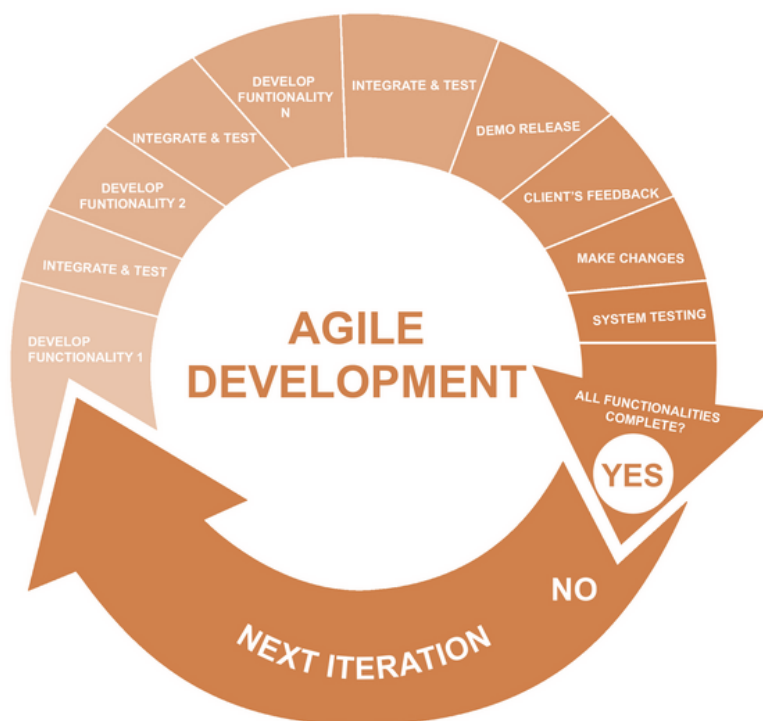 AGILE
DEVELOPMENT
DEVELOP
FUNCTIONALITY 1
INTEGRATE & TEST
DEVELOP
FUNTIONALITY 2
INTEGRATE & TEST
DEVELOP
FUNTIONALITY
N
INTEGRATE & TEST
DEMO RELEASE
CLIENT'S FEEDBACK
MAKE CHANGES
SYSTEM TESTING
ALL FUNCTIONALITIES
COMPLETE?
YES
NO
NEXT ITERATION